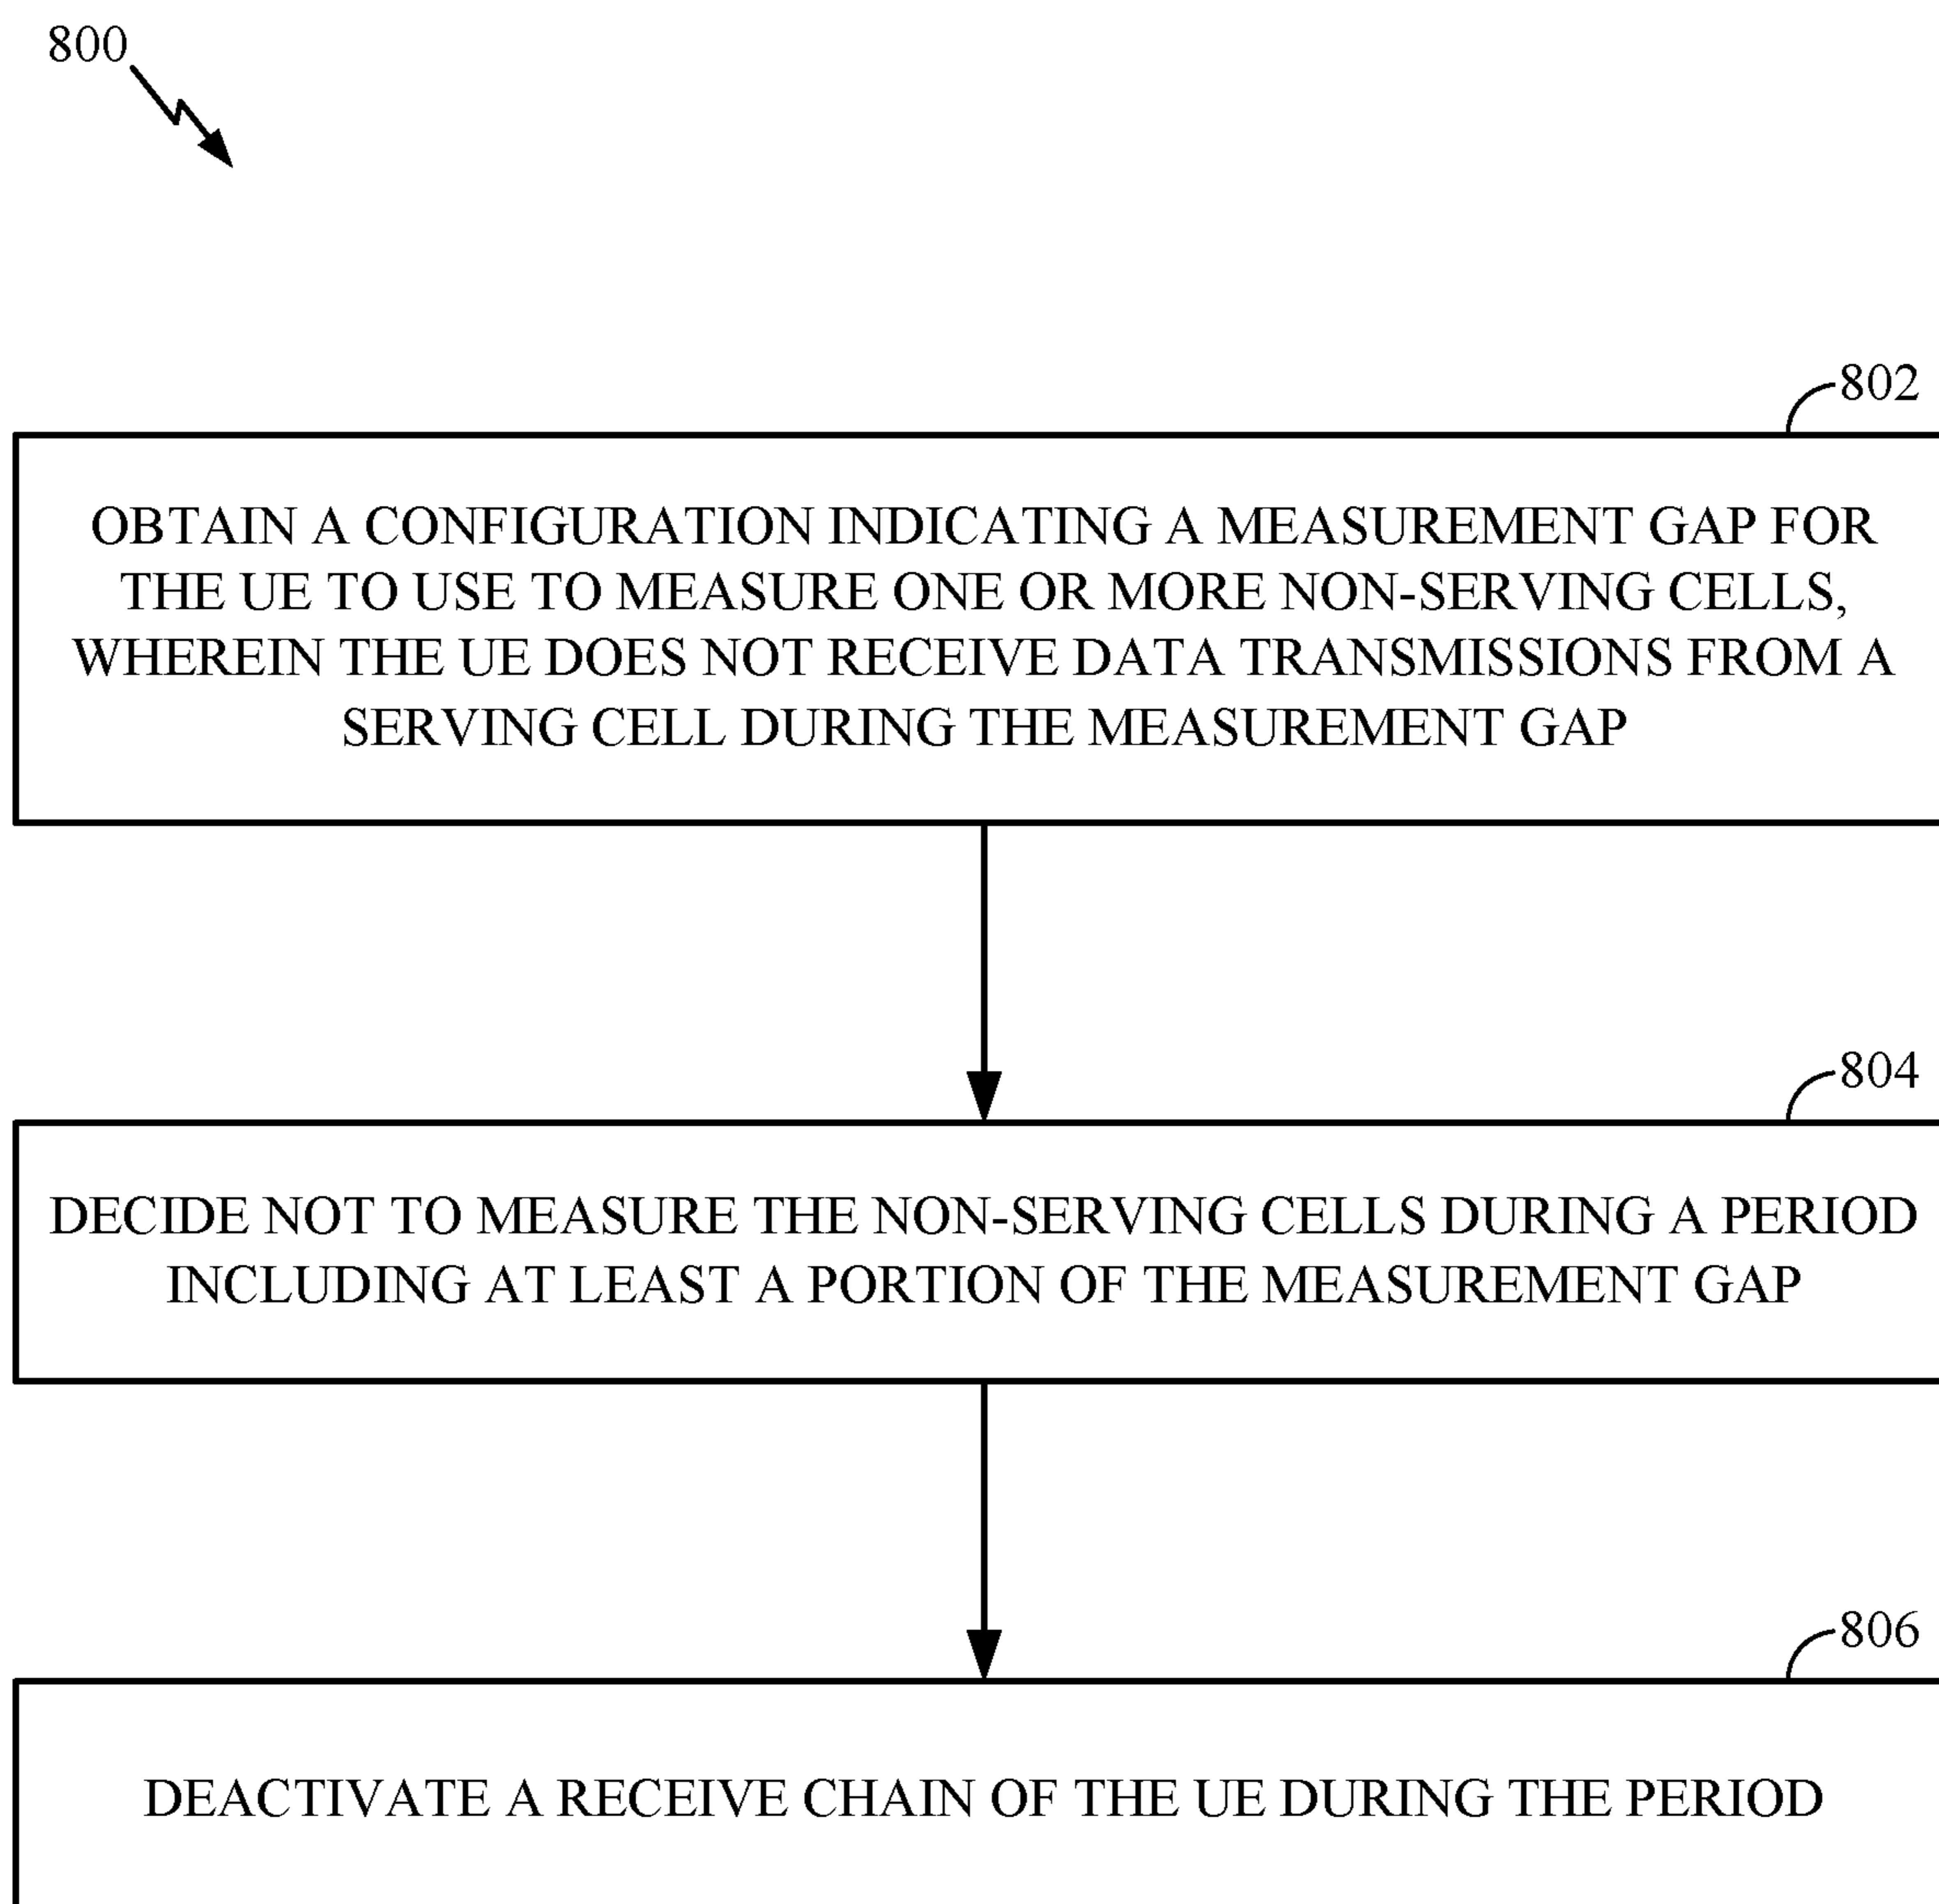 800
802
OBTAIN A CONFIGURATION INDICATING A MEASUREMENT GAP FOR
THE UE TO USE TO MEASURE ONE OR MORE NON-SERVING CELLS,
WHEREIN THE UE DOES NOT RECEIVE DATA TRANSMISSIONS FROM A
SERVING CELL DURING THE MEASUREMENT GAP
804
DECIDE NOT TO MEASURE THE NON-SERVING CELLS DURING A PERIOD
INCLUDING AT LEAST A PORTION OF THE MEASUREMENT GAP
806
DEACTIVATE A RECEIVE CHAIN OF THE UE DURING THE PERIOD